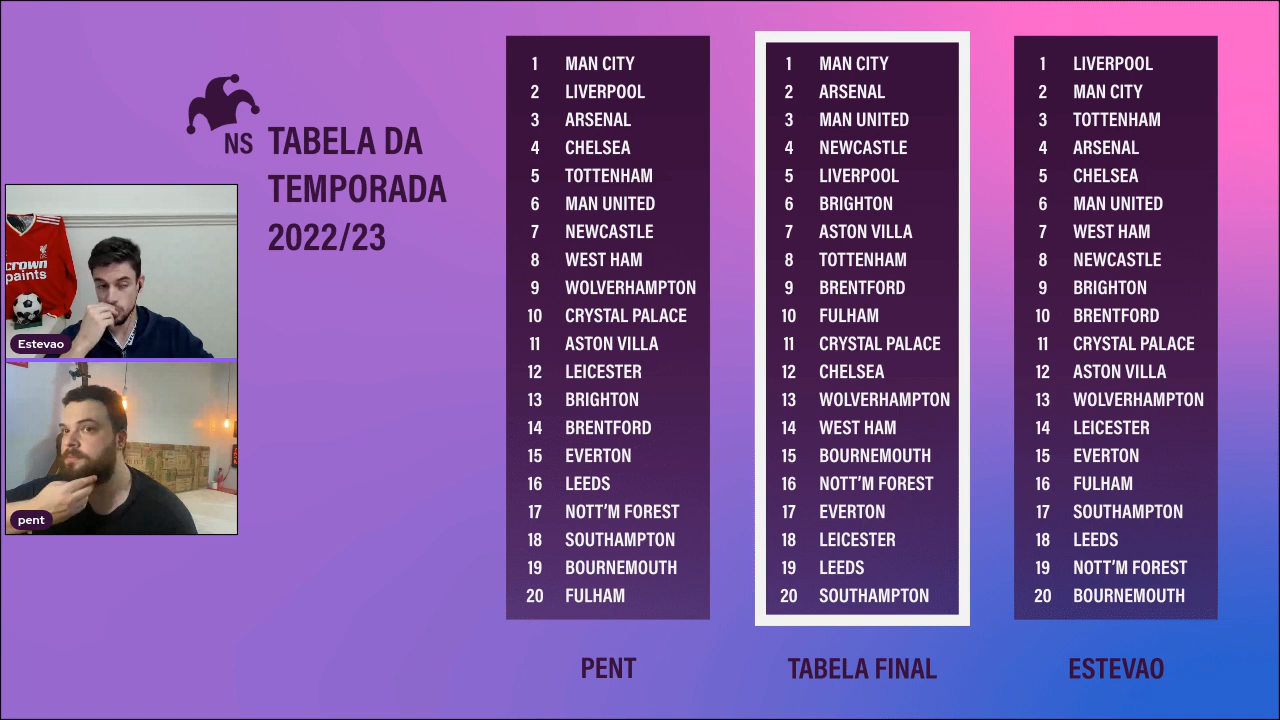 NS
TABELA DA
TEMPORADA
2022/23
crown
paints
Estevao
pent
1 MAN CITY
2 LIVERPOOL
3 ARSENAL
4 CHELSEA
5 TOTTENHAM
6 MAN UNITED
7 NEWCASTLE
8 WEST HAM
9 WOLVERHAMPTON
10 CRYSTAL PALACE
11 ASTON VILLA
12 LEICESTER
13 BRIGHTON
14 BRENTFORD
15 EVERTON
16 LEEDS
17 NOTT'M FOREST
18 SOUTHAMPTON
19 BOURNEMOUTH
20 FULHAM
PENT
1 MAN CITY
2 ARSENAL
3 MAN UNITED
4 NEWCASTLE
5 LIVERPOOL
6 BRIGHTON
7 ASTON VILLA
8 TOTTENHAM
9 BRENTFORD
10 FULHAM
11 CRYSTAL PALACE
12 CHELSEA
13 WOLVERHAMPTON
14 WEST HAM
15 BOURNEMOUTH
16 NOTT'M FOREST
17 EVERTON
18 LEICESTER
19 LEEDS
20 SOUTHAMPTON
TABELA FINAL
1 LIVERPOOL
2 MAN CITY
3 TOTTENHAM
4 ARSENAL
5 CHELSEA
6 MAN UNITED
7 WEST HAM
8 NEWCASTLE
9 BRIGHTON
10 BRENTFORD
11 CRYSTAL PALACE
12 ASTON VILLA
13 WOLVERHAMPTON
14 LEICESTER
15 EVERTON
16 FULHAM
17 SOUTHAMPTON
18 LEEDS
19 NOTT'M FOREST
20 BOURNEMOUTH
ESTEVAO